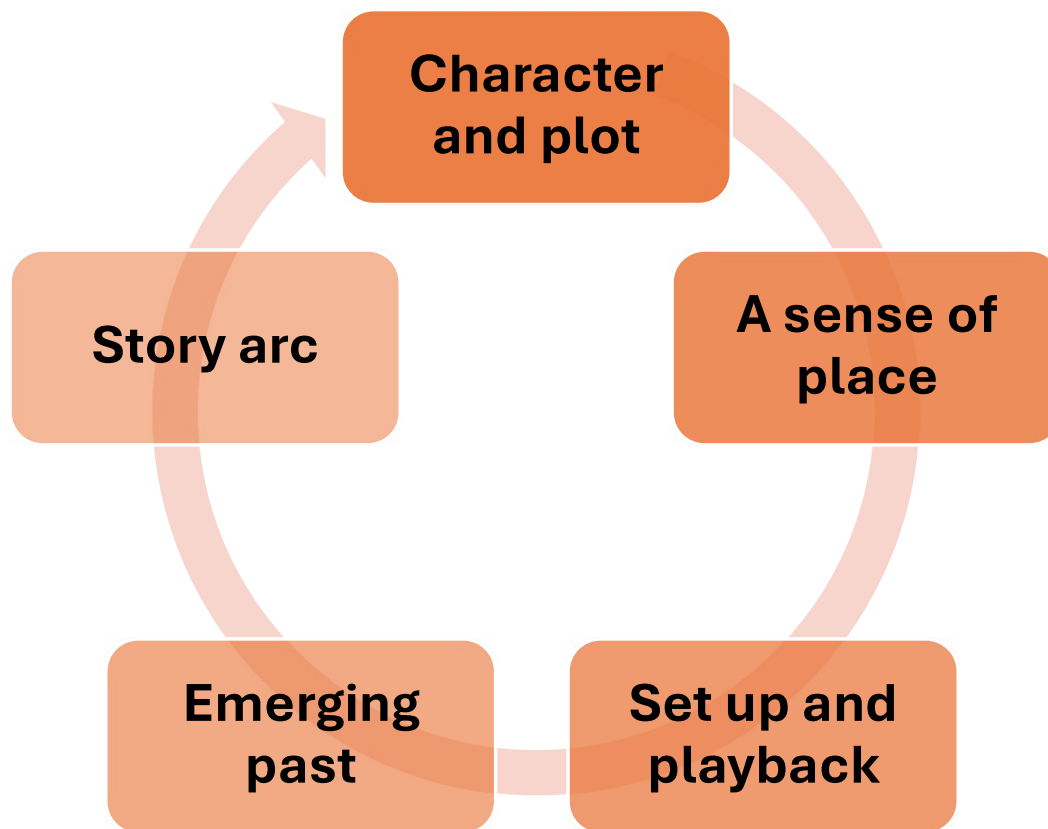 Character
and plot
A sense of
place
Set up and
playback
Emerging
past
Story arc